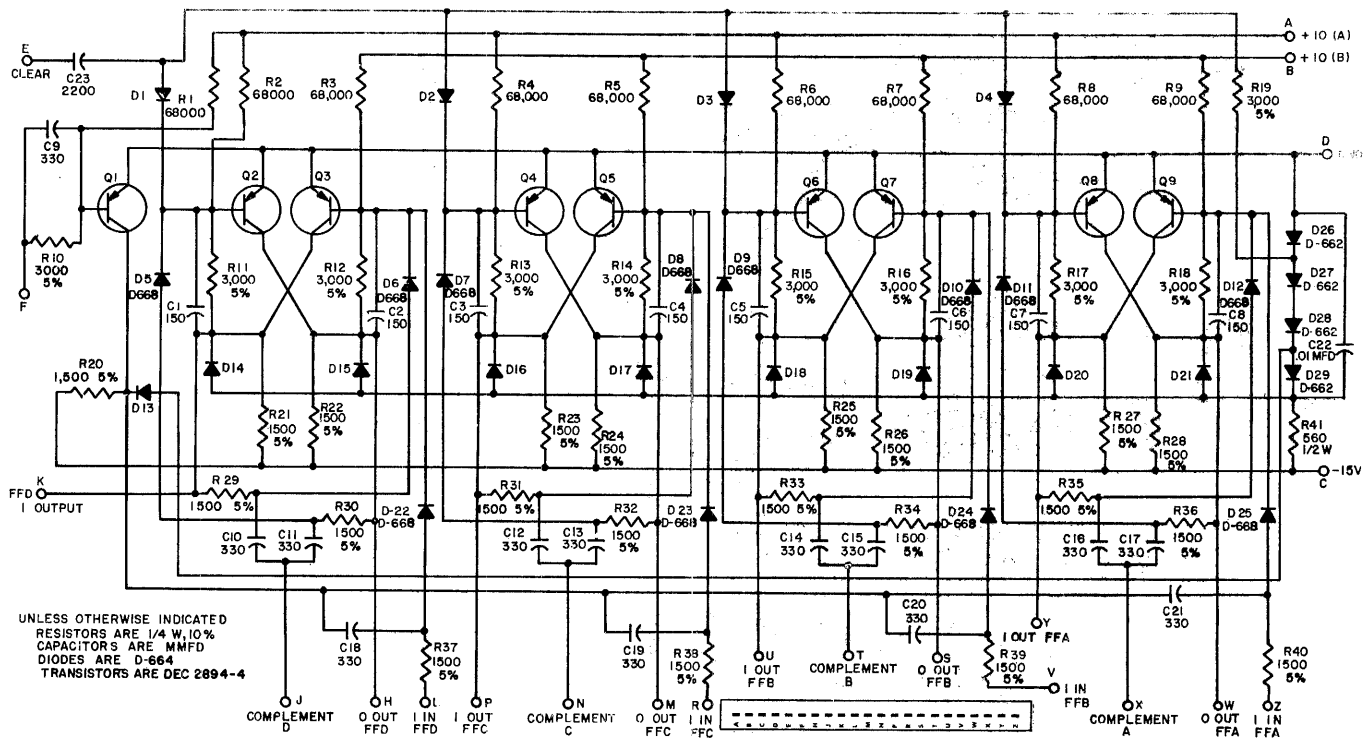 E
CLEAR
C23
2200
A
+ 10 (A)
B
+ 10 (B)
D1
R1
68000
R2
68000
R3
68,000
D2
R4
68,000
R5
68,000
D3
R6
68,000
R7
68,000
D4
R8
68,000
R9
68,000
R19
3,000
5%
C9
330
D
Q1
Q2
Q3
Q4
Q5
Q6
Q7
Q8
Q9
R10
3000
5%
F
D5
D668
C1
150
R11
3,000
5%
R12
3,000
5%
D6
D668
C2
150
D7
D668
C3
150
R13
3,000
5%
R14
3,000
5%
D8
D668
C4
150
D9
D668
C5
150
R15
3,000
5%
R16
3,000
5%
D10
D668
C6
150
D11
D668
C7
150
R17
3,000
5%
R18
3,000
5%
D12
D668
C8
150
D26
D-662
D27
D-662
D28
D-662
C22
.01MFD
D29
D-662
R20
1,500 5%
D13
D14
D15
D16
D17
D18
D19
D20
D21
R21
1500
5%
R22
1500
5%
R23
1500
5%
R24
1500
5%
R25
1500
5%
R26
1500
5%
R27
1500
5%
R28
1500
5%
R41
560
1/2 W
-15V
C
K
FFD
1 OUTPUT
R29
1500 5%
R30
1500
5%
D-22
D-668
R31
1500 5%
R32
1500
5%
D23
D-668
R33
1500 5%
R34
1500
5%
D24
D-668
R35
1500 5%
R36
1500
5%
D25
D-668
C10
330
C11
330
C12
330
C13
330
C14
330
C15
330
C16
330
C17
330
UNLESS OTHERWISE INDICATED
RESISTORS ARE 1/4 W, 10%
CAPACITORS ARE MMFD
DIODES ARE D-664
TRANSISTORS ARE DEC 2894-4
C18
330
R37
1500
5%
C19
330
R38
1500
5%
C20
330
R39
1500
5%
C21
330
R40
1500
5%
J
COMPLEMENT
D
H
0 OUT
FFD
L
1 IN
FFD
P
1 OUT
FFC
N
COMPLEMENT
C
M
0 OUT
FFC
R
1 IN
FFC
U
1 OUT
FFB
T
COMPLEMENT
B
S
0 OUT
FFB
V
1 IN
FFB
Y
1 OUT FFA
X
COMPLEMENT
A
W
0 OUT
FFA
Z
1 IN
FFA
A B C D E F H J K L M N P R S T U V W X Y Z